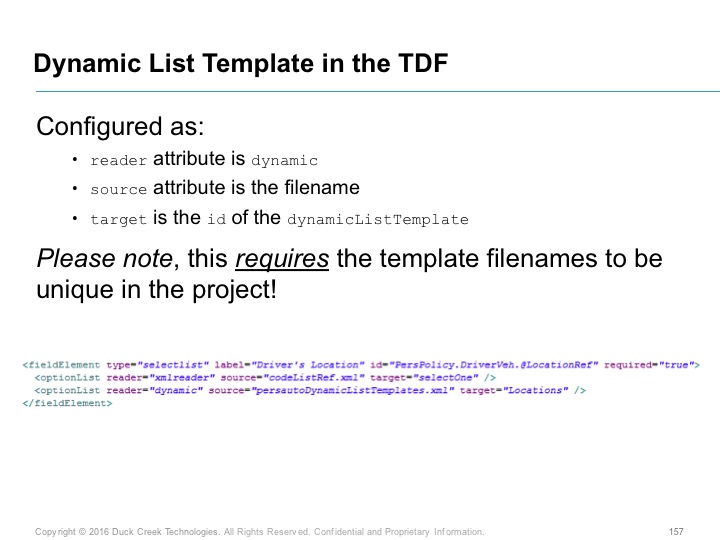 Dynamic List Template in the TDF
Configured as:
• reader attribute is dynamic
• source attribute is the filename
• target is the id of the dynamicListTemplate
Please note, this requires the template filenames to be
unique in the project!
<fieldElement type="selectlist" label="Driver's Location" id="PersPolicy.DriverVeh.@LocationRef" required="true">
<optionList reader="xmlreader" source="codeListRef.xml" target="selectOne" />
<optionList reader="dynamic" source="persautoDynamicListTemplates.xml" target="Locations" />
</fieldElement>
Copyright © 2016 Duck Creek Technologies. All Rights Reserved. Confidential and Proprietary Information.
157